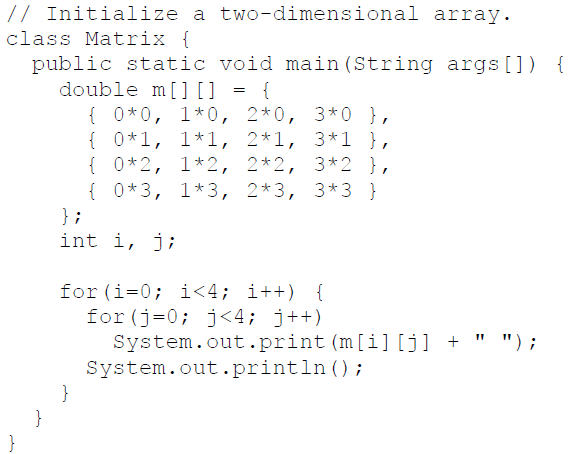 // Initialize a two-dimensional array.
class Matrix {
  public static void main(String args[]) {
    double m[][] = {
      { 0*0, 1*0, 2*0, 3*0 },
      { 0*1, 1*1, 2*1, 3*1 },
      { 0*2, 1*2, 2*2, 3*2 },
      { 0*3, 1*3, 2*3, 3*3 }
    };
    int i, j;

    for(i=0; i<4; i++) {
      for(j=0; j<4; j++)
        System.out.print(m[i][j] + " ");
      System.out.println();
    }
  }
}